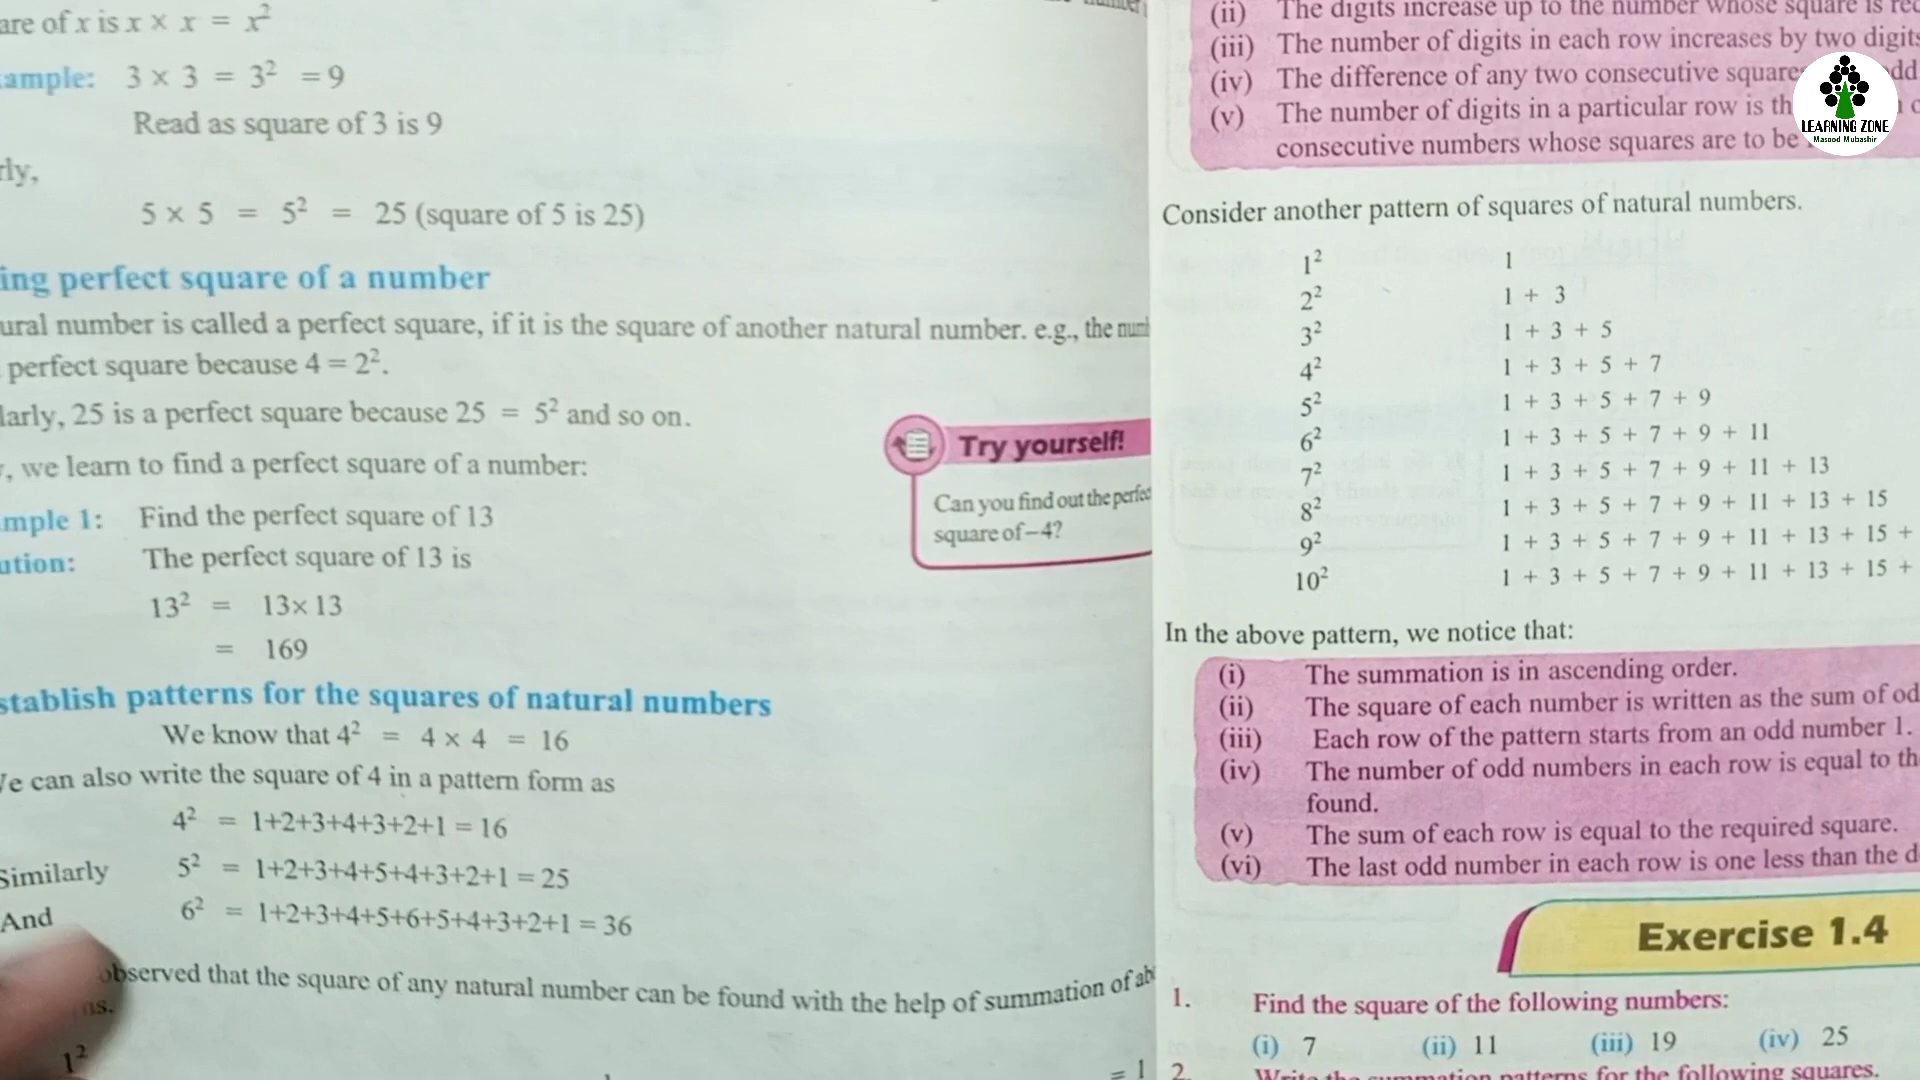 are of x is x × x = x²
ample: 3 × 3 = 3² = 9
Read as square of 3 is 9
rly,
5 × 5 = 5² = 25 (square of 5 is 25)
ing perfect square of a number
ural number is called a perfect square, if it is the square of another natural number. e.g., the
perfect square because 4 = 2².
larly, 25 is a perfect square because 25 = 5² and so on.
, we learn to find a perfect square of a number:
mple 1: Find the perfect square of 13
ution: The perfect square of 13 is
13² = 13× 13
= 169
Try yourself!
Can you find out the perfec
square of –4?
stablish patterns for the squares of natural numbers
We know that 4² = 4 × 4 = 16
e can also write the square of 4 in a pattern form as
4² = 1+2+3+4+3+2+1 = 16
Similarly 5² = 1+2+3+4+5+4+3+2+1 = 25
And 6² = 1+2+3+4+5+6+5+4+3+2+1 = 36
observed that the square of any natural number can be found with the help of summation of ab
ns.
1²
= 1
(ii) The digits increase up to the number whose square is rec
(iii) The number of digits in each row increases by two digits
(iv) The difference of any two consecutive square odd
(v) The number of digits in a particular row is th
consecutive numbers whose squares are to be
LEARNING ZONE
Masood Mubashir
Consider another pattern of squares of natural numbers.
1² 1
2² 1 + 3
3² 1 + 3 + 5
4² 1 + 3 + 5 + 7
5² 1 + 3 + 5 + 7 + 9
6² 1 + 3 + 5 + 7 + 9 + 11
7² 1 + 3 + 5 + 7 + 9 + 11 + 13
8² 1 + 3 + 5 + 7 + 9 + 11 + 13 + 15
9² 1 + 3 + 5 + 7 + 9 + 11 + 13 + 15 +
10² 1 + 3 + 5 + 7 + 9 + 11 + 13 + 15 +
In the above pattern, we notice that:
(i) The summation is in ascending order.
(ii) The square of each number is written as the sum of od
(iii) Each row of the pattern starts from an odd number 1.
(iv) The number of odd numbers in each row is equal to th
found.
(v) The sum of each row is equal to the required square.
(vi) The last odd number in each row is one less than the d
Exercise 1.4
1. Find the square of the following numbers:
(i) 7 (ii) 11 (iii) 19 (iv) 25
2. Write the summation patterns for the following squares.